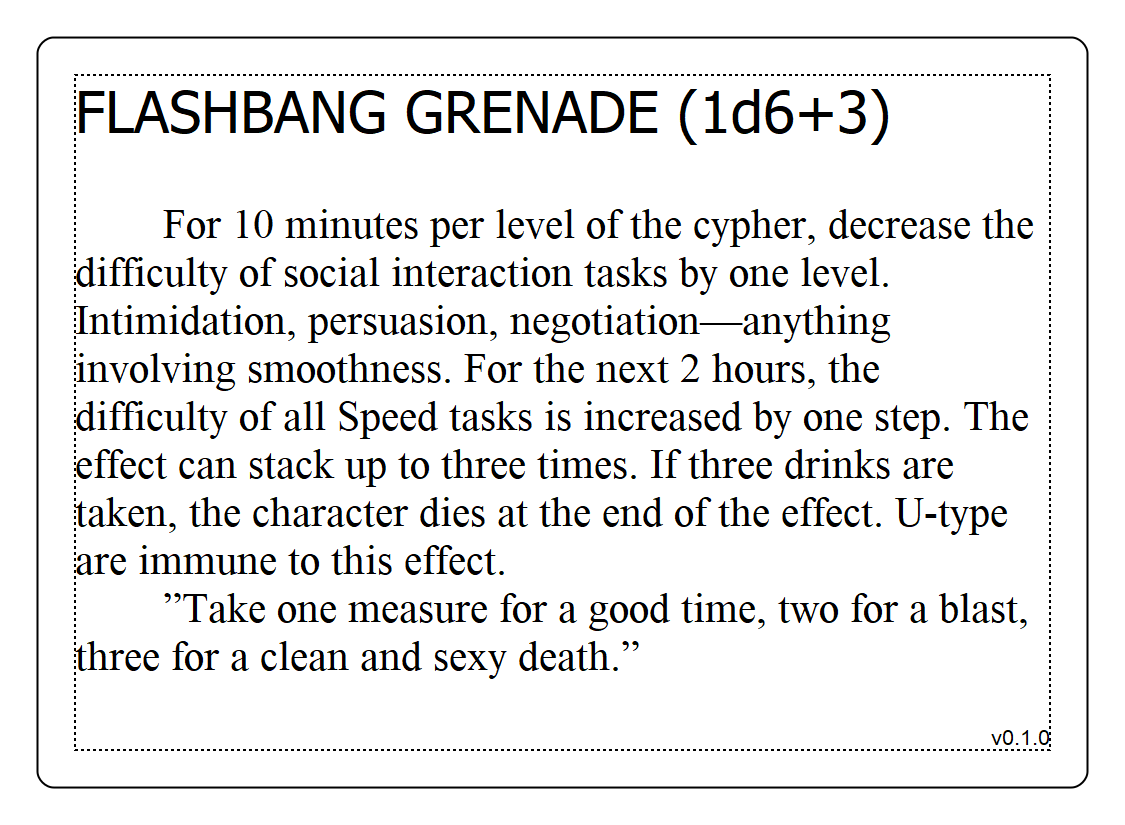 FLASHBANG GRENADE (1d6+3)
For 10 minutes per level of the cypher, decrease the
difficulty of social interaction tasks by one level.
Intimidation, persuasion, negotiation—anything
involving smoothness. For the next 2 hours, the
difficulty of all Speed tasks is increased by one step. The
effect can stack up to three times. If three drinks are
taken, the character dies at the end of the effect. U-type
are immune to this effect.
”Take one measure for a good time, two for a blast,
three for a clean and sexy death.”
v0.1.0